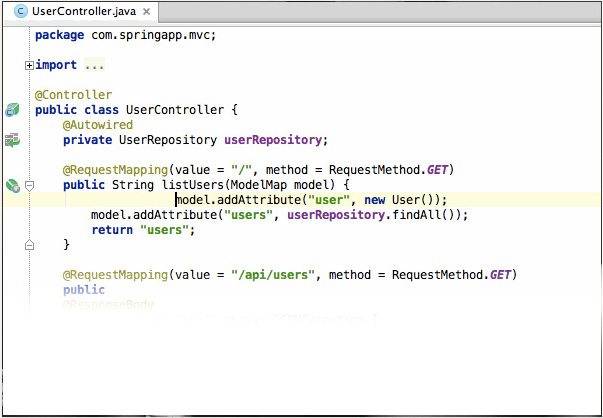 UserController.java
package com.springapp.mvc;
import ...
@Controller
public class UserController {
@Autowired
private UserRepository userRepository;
@RequestMapping(value = "/", method = RequestMethod.GET)
public String listUsers(ModelMap model) {
model.addAttribute("user", new User());
model.addAttribute("users", userRepository.findAll());
return "users";
}
@RequestMapping(value = "/api/users", method = RequestMethod.GET)
public
@ResponseBody